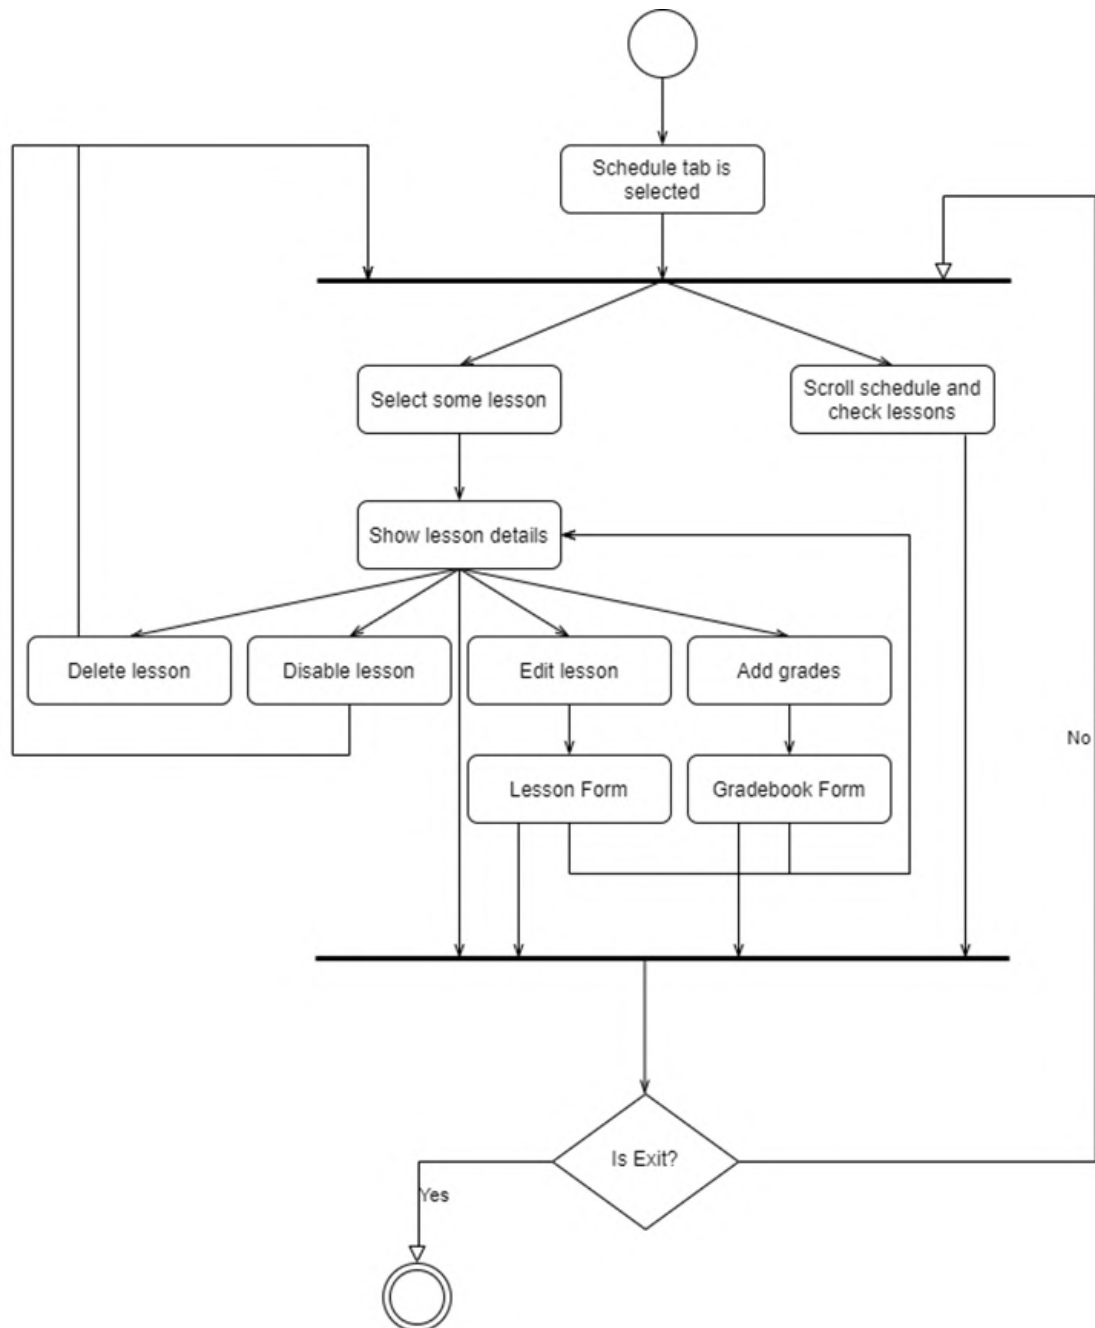 Schedule tab is
selected
Select some lesson
Scroll schedule and
check lessons
Show lesson details
Delete lesson
Disable lesson
Edit lesson
Add grades
No
Lesson Form
Gradebook Form
Is Exit?
Yes